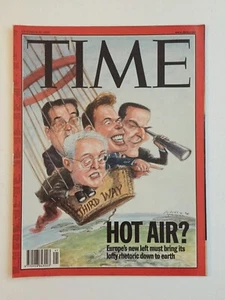 TIME
THIRD WAY
HOT AIR?
Europe's new left must bring its
lofty rhetoric down to earth